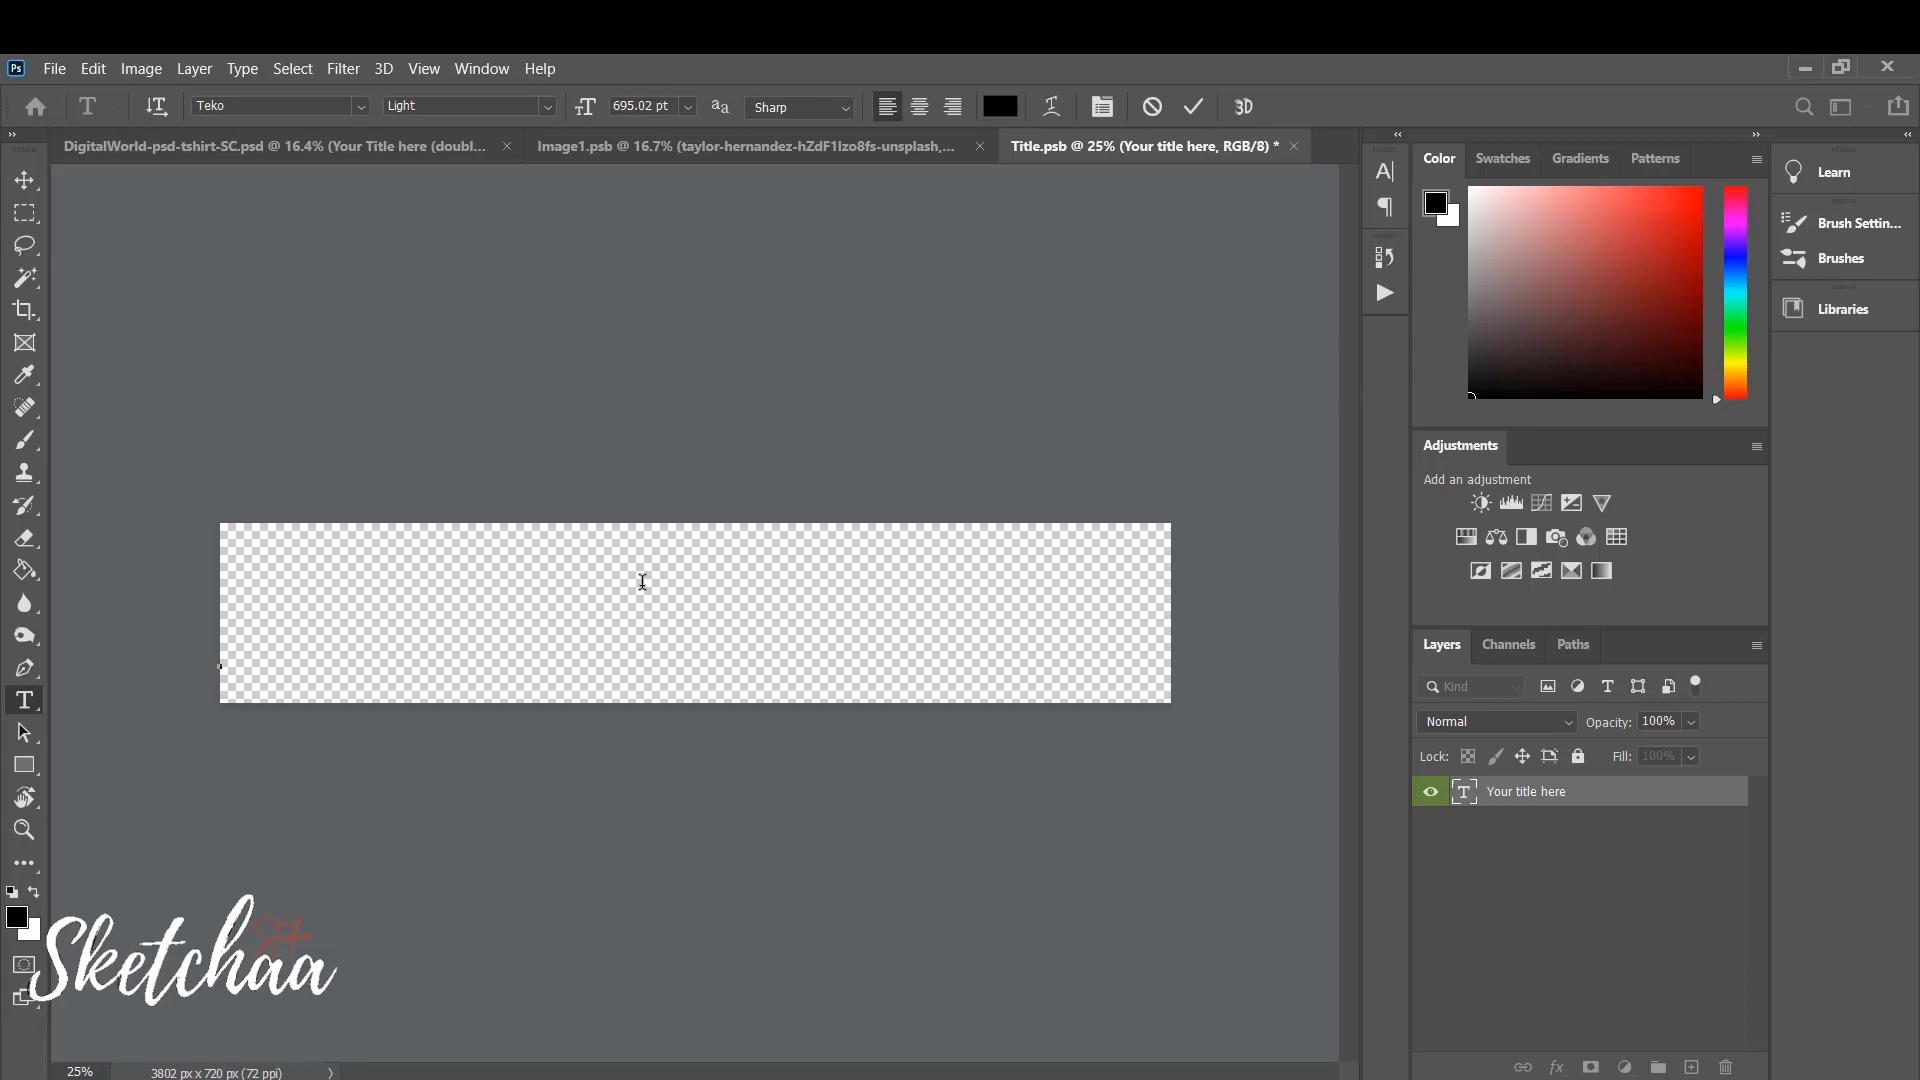 Ps File Edit Image Layer Type Select Filter 3D View Window Help
Teko Light 695.02 pt aa Sharp 3D
DigitalWorld-psd-tshirt-SC.psd @ 16.4% (Your Title here (doubl... Image1.psb @ 16.7% (taylor-hernandez-hZdF1Izo8fs-unsplash,... Title.psb @ 25% (Your title here, RGB/8) *
Color Swatches Gradients Patterns
Learn
Brush Settin...
Brushes
Libraries
Adjustments
Add an adjustment
Layers Channels Paths
Kind
Normal Opacity: 100%
Lock: Fill: 100%
Your title here
Sketchaa
Studio
25% 3802 px x 720 px (72 ppi)